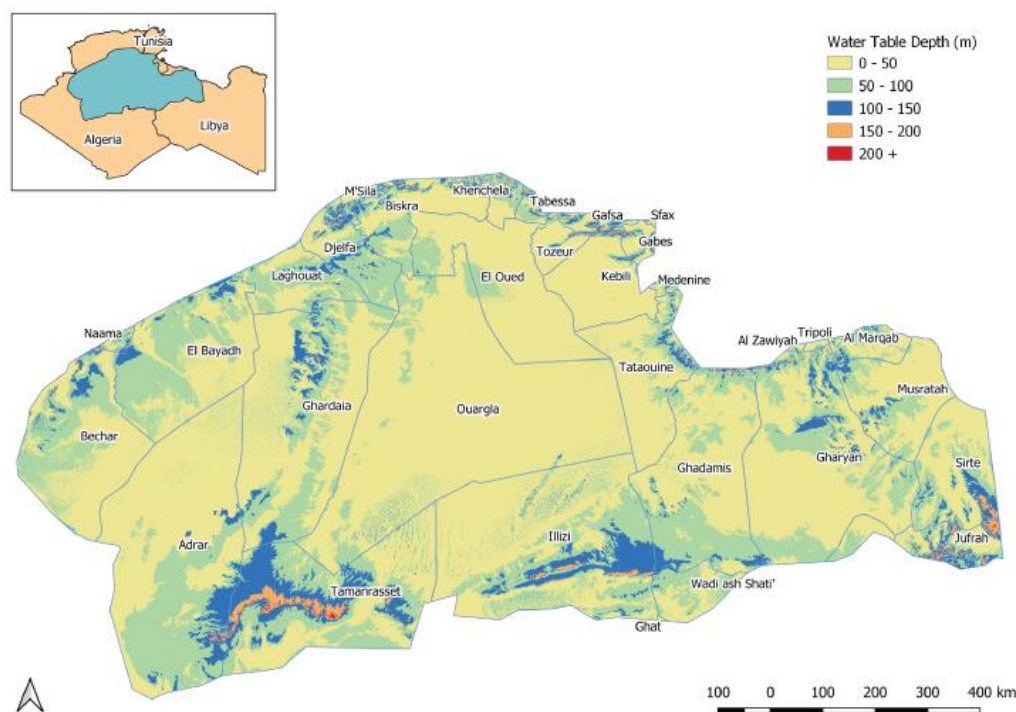 Tunisia
Algeria
Libya
Water Table Depth (m)
0 - 50
50 - 100
100 - 150
150 - 200
200 +
M'Sila
Khenchela
Biskra
Tabessa
Gafsa
Sfax
Djelfa
Tozeur
Gabes
Laghouat
El Oued
Kebili
Medenine
Naama
El Bayadh
Al Zawiyah
Tripoli
Al Marqab
Tataouine
Musratah
Ghardaia
Ouargla
Bechar
Ghadamis
Gharyan
Sirte
Adrar
Illizi
Jufrah
Tamanrasset
Wadi ash Shati'
Ghat
100 0 100 200 300 400 km